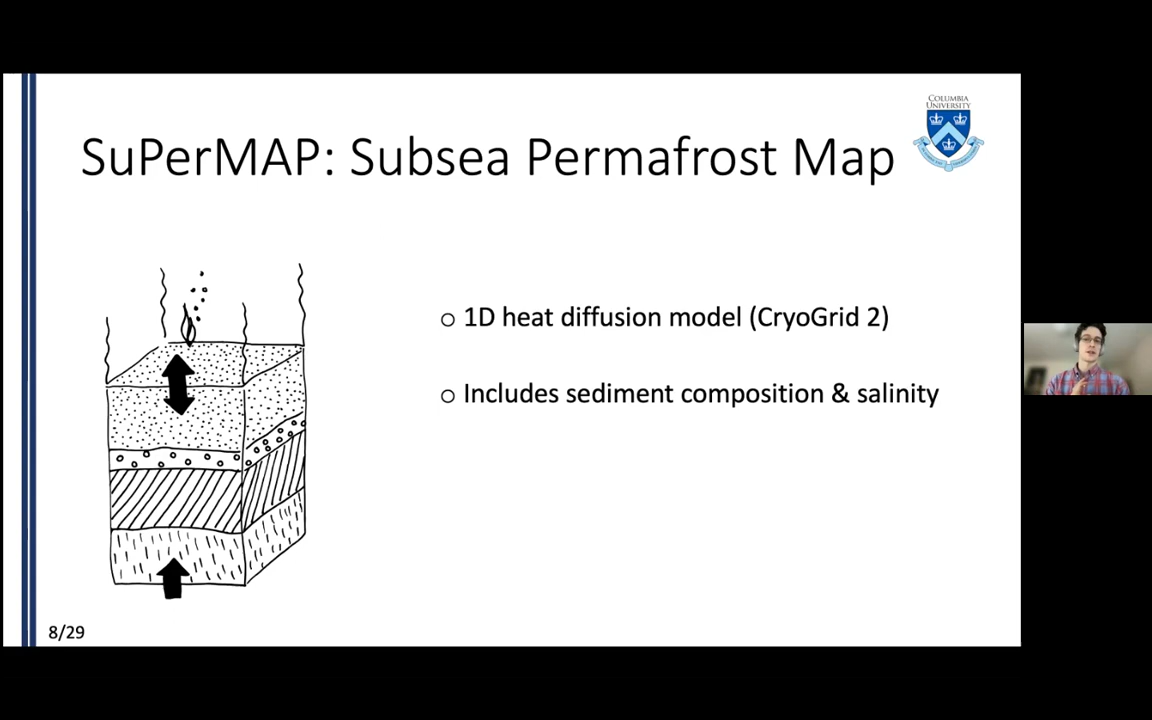 COLUMBIA
UNIVERSITY
SuPerMAP: Subsea Permafrost Map
o 1D heat diffusion model (CryoGrid 2)
o Includes sediment composition & salinity
8/29